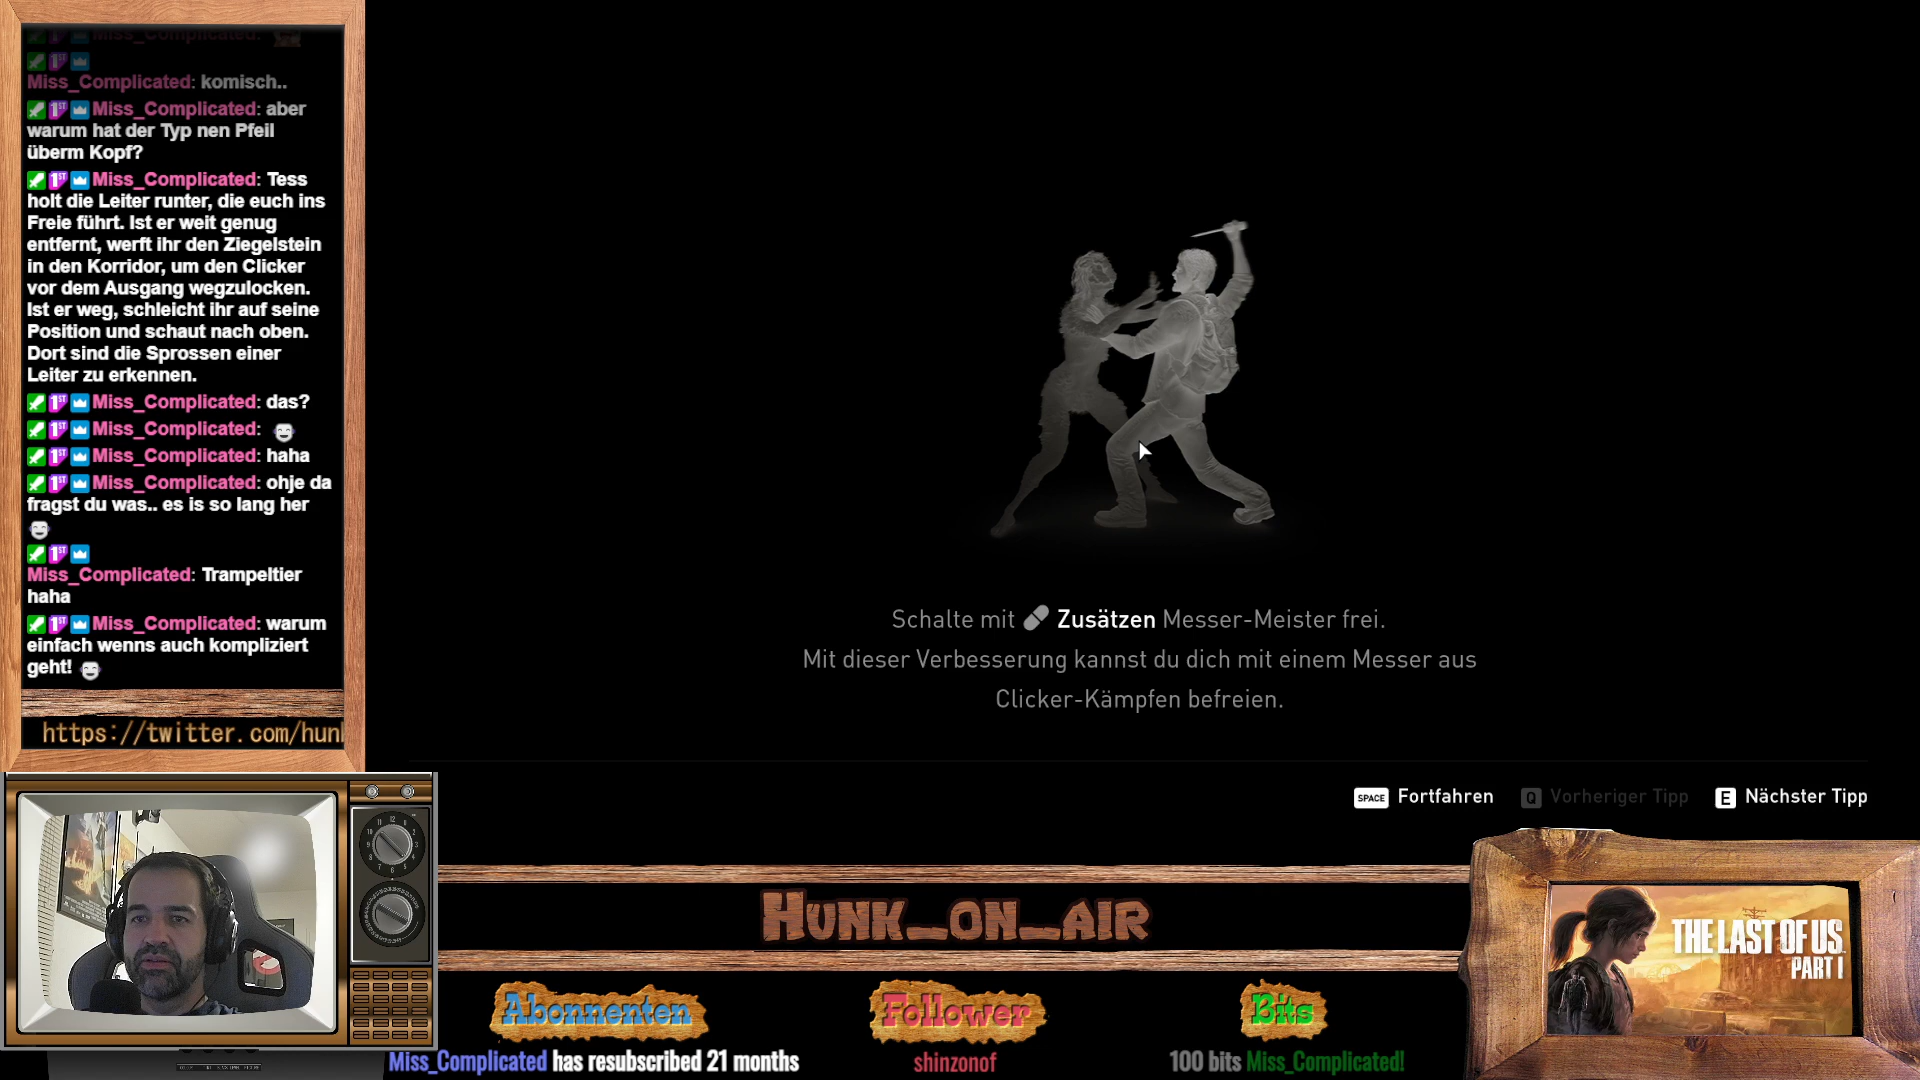 Miss_Complicated:
Miss_Complicated: komisch..
Miss_Complicated: aber
warum hat der Typ nen Pfeil
überm Kopf?
Miss_Complicated: Tess
holt die Leiter runter, die euch ins
Freie führt. Ist er weit genug
entfernt, werft ihr den Ziegelstein
in den Korridor, um den Clicker
vor dem Ausgang wegzulocken.
Ist er weg, schleicht ihr auf seine
Position und schaut nach oben.
Dort sind die Sprossen einer
Leiter zu erkennen.
Miss_Complicated: das?
Miss_Complicated:
Miss_Complicated: haha
Miss_Complicated: ohje da
fragst du was.. es is so lang her
Miss_Complicated: Trampeltier
haha
Miss_Complicated: warum
einfach wenns auch kompliziert
geht!
https://twitter.com/hun
Schalte mit Zusätzen Messer-Meister frei.
Mit dieser Verbesserung kannst du dich mit einem Messer aus
Clicker-Kämpfen befreien.
SPACE Fortfahren Q Vorheriger Tipp E Nächster Tipp
Hunk_on_air
THE LAST OF US
PART I
Abonnenten
Miss_Complicated has resubscribed 21 months
Follower
shinzonof
Bits
100 bits Miss_Complicated!